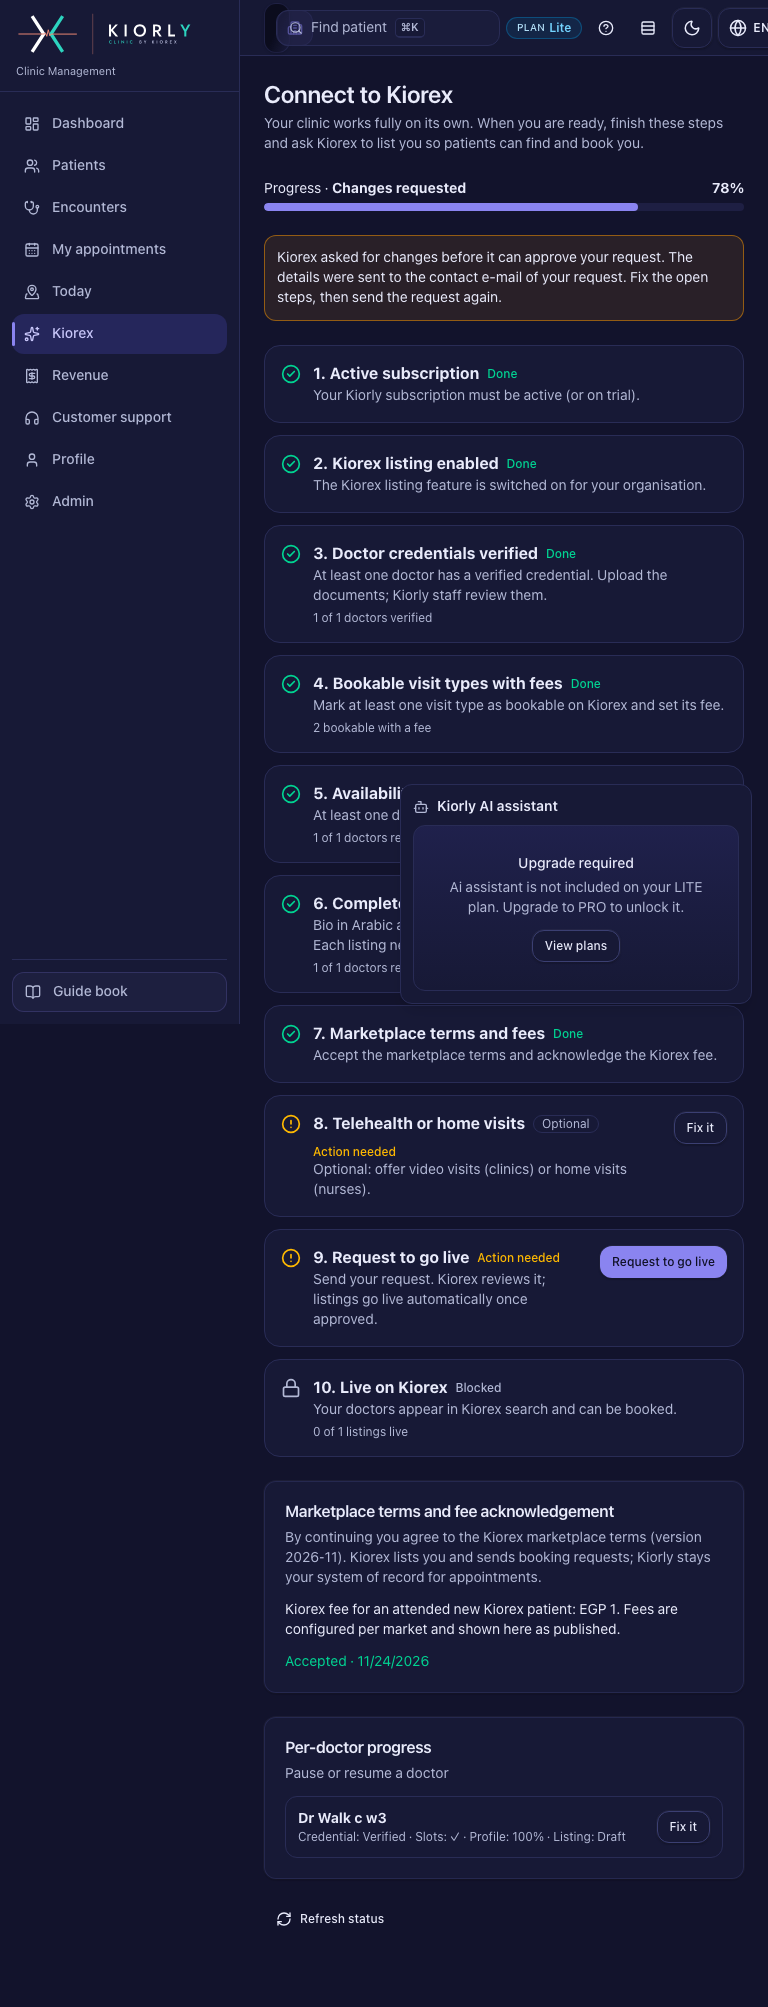 KIORLY
CLINIC BY KIOREX
Clinic Management
Dashboard
Patients
Encounters
My appointments
Today
Kiorex
Revenue
Customer support
Profile
Admin
Guide book
Find patient ⌘K
PLAN Lite
EN
Connect to Kiorex
Your clinic works fully on its own. When you are ready, finish these steps
and ask Kiorex to list you so patients can find and book you.
Progress · Changes requested
78%
Kiorex asked for changes before it can approve your request. The
details were sent to the contact e-mail of your request. Fix the open
steps, then send the request again.
1. Active subscription Done
Your Kiorly subscription must be active (or on trial).
2. Kiorex listing enabled Done
The Kiorex listing feature is switched on for your organisation.
3. Doctor credentials verified Done
At least one doctor has a verified credential. Upload the
documents; Kiorly staff review them.
1 of 1 doctors verified
4. Bookable visit types with fees Done
Mark at least one visit type as bookable on Kiorex and set its fee.
2 bookable with a fee
5. Availabili
At least one d
1 of 1 doctors re
6. Complete
Bio in Arabic a
Each listing ne
1 of 1 doctors re
Kiorly AI assistant
Upgrade required
Ai assistant is not included on your LITE
plan. Upgrade to PRO to unlock it.
View plans
7. Marketplace terms and fees Done
Accept the marketplace terms and acknowledge the Kiorex fee.
8. Telehealth or home visits Optional
Action needed
Optional: offer video visits (clinics) or home visits
(nurses).
Fix it
9. Request to go live Action needed
Send your request. Kiorex reviews it;
listings go live automatically once
approved.
Request to go live
10. Live on Kiorex Blocked
Your doctors appear in Kiorex search and can be booked.
0 of 1 listings live
Marketplace terms and fee acknowledgement
By continuing you agree to the Kiorex marketplace terms (version
2026-11). Kiorex lists you and sends booking requests; Kiorly stays
your system of record for appointments.
Kiorex fee for an attended new Kiorex patient: EGP 1. Fees are
configured per market and shown here as published.
Accepted · 11/24/2026
Per-doctor progress
Pause or resume a doctor
Dr Walk c w3
Credential: Verified · Slots: ✓ · Profile: 100% · Listing: Draft
Fix it
Refresh status